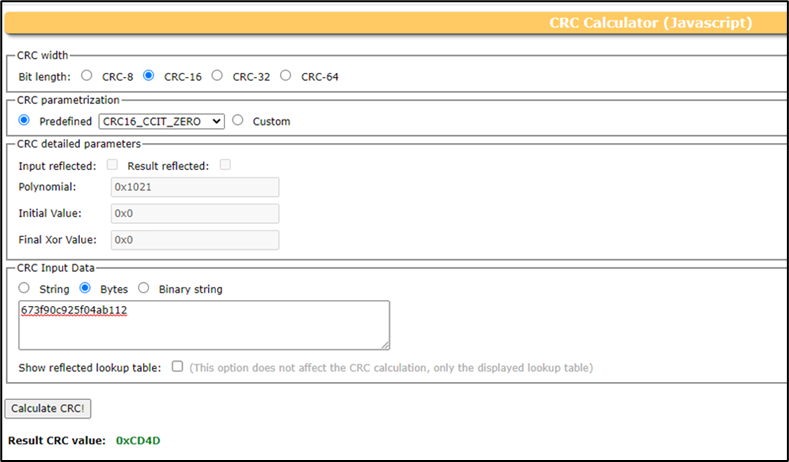 CRC Calculator (Javascript)
CRC width
Bit length: CRC-8 CRC-16 CRC-32 CRC-64
CRC parametrization
Predefined CRC16_CCIT_ZERO Custom
CRC detailed parameters
Input reflected: Result reflected:
Polynomial: 0x1021
Initial Value: 0x0
Final Xor Value: 0x0
CRC Input Data
String Bytes Binary string
673f90c925f04ab112
Show reflected lookup table: (This option does not affect the CRC calculation, only the displayed lookup table)
Calculate CRC!
Result CRC value: 0xCD4D